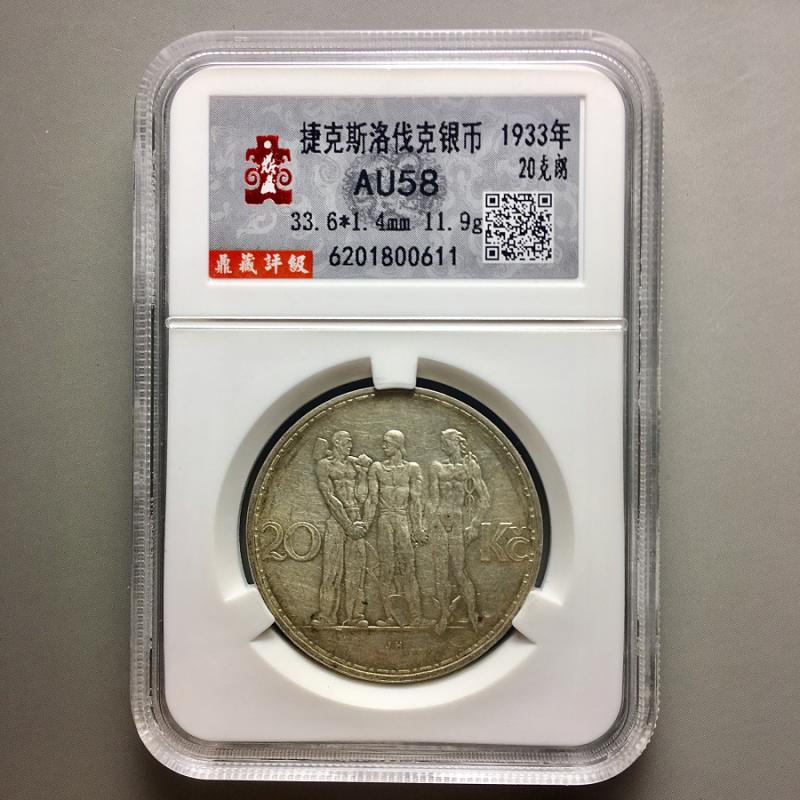 捷克斯洛伐克银币 1933年
20克朗
AU58
33.6*1.4mm 11.9g
鼎藏評級 6201800611
20 Kč